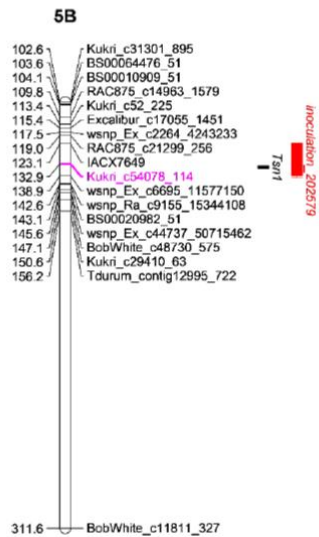 5B
102.6 Kukri_c31301_895
103.6 BS00064476_51
104.1 BS00010909_51
109.8 RAC875_c14963_1579
113.4 Kukri_c52_225
115.4 Excalibur_c17055_1451
117.5 wsnp_Ex_c2264_4243233
119.0 RAC875_c21299_256
123.1 IACX7649
132.9 Kukri_c54078_114
138.9 wsnp_Ex_c6695_11577150
142.6 wsnp_Ra_c9155_15344108
143.1 BS00020982_51
145.6 wsnp_Ex_c44737_50715462
147.1 BobWhite_c48730_575
150.6 Kukri_c29410_63
156.2 Tdurum_contig12995_722
311.6 BobWhite_c11811_327
Tsn1
inoculation_202579